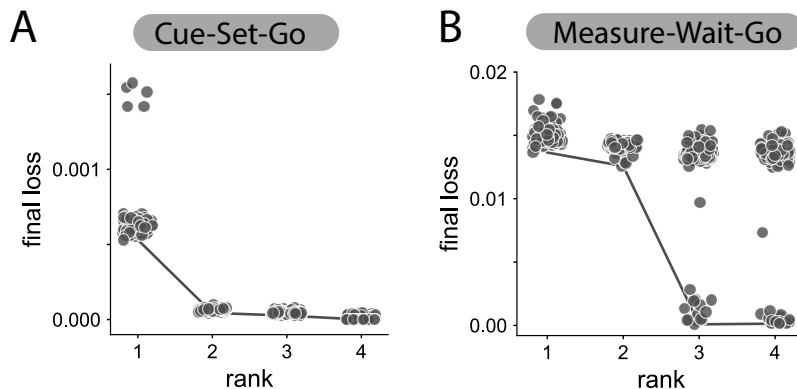 A
Cue-Set-Go
final loss
0.001
0.000
1 2 3 4
rank
B
Measure-Wait-Go
final loss
0.02
0.01
0.00
1 2 3 4
rank